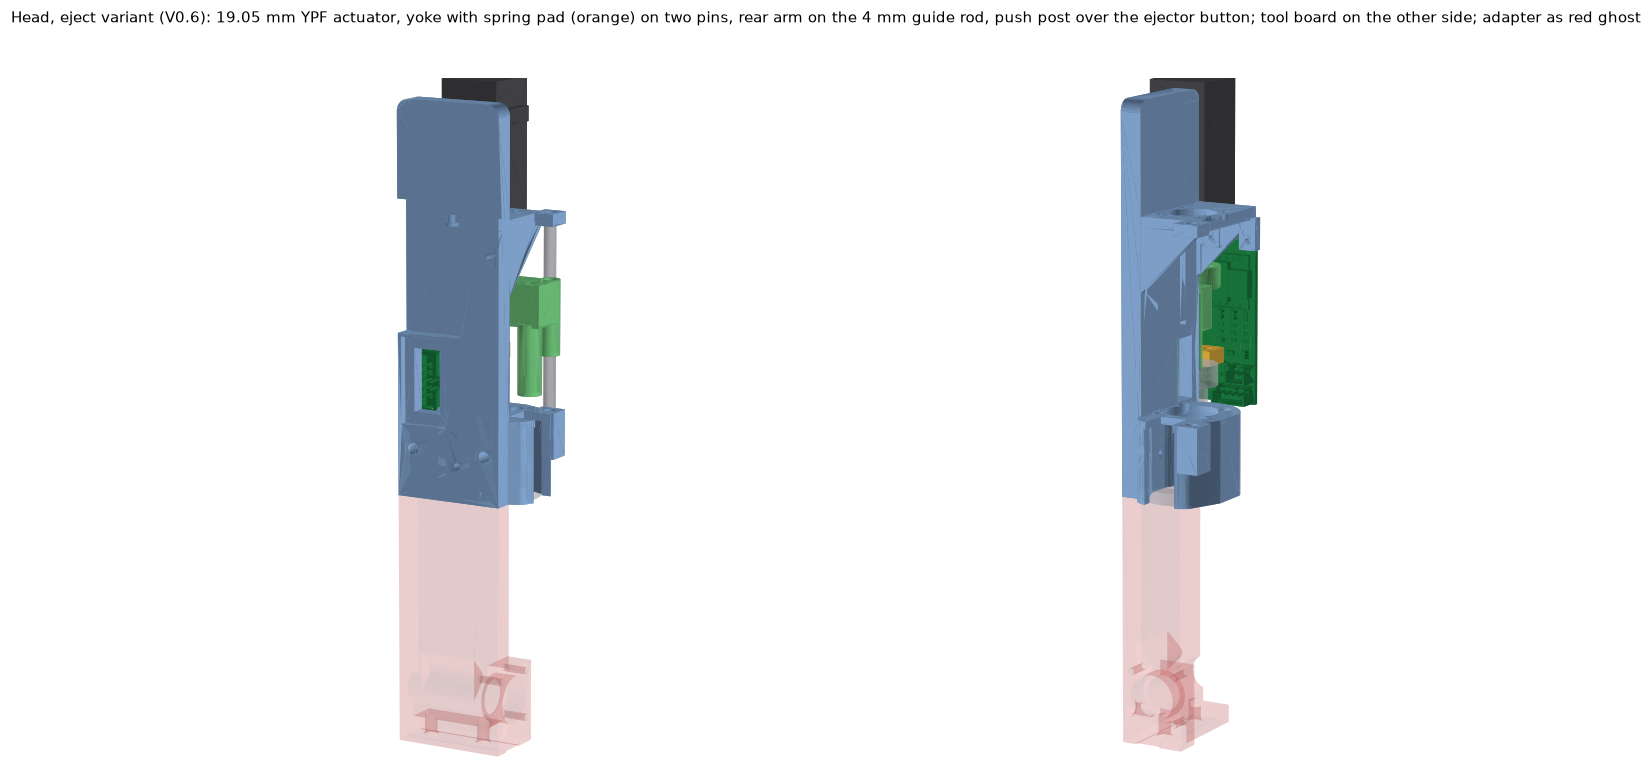 Head, eject variant (V0.6): 19.05 mm YPF actuator, yoke with spring pad (orange) on two pins, rear arm on the 4 mm guide rod, push post over the ejector button; tool board on the other side; adapter as red ghost